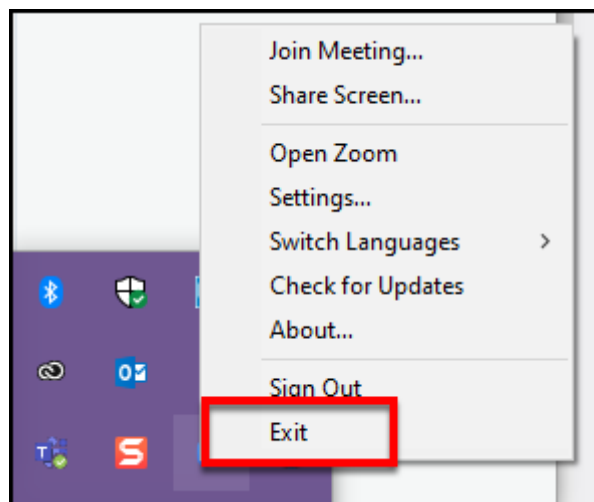 Join Meeting...
Share Screen...
Open Zoom
Settings...
Switch Languages
Check for Updates
About...
Sign Out
Exit